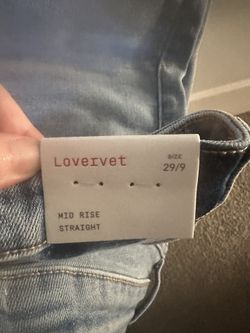 Lovervet
SIZE
29/9
MID RISE
STRAIGHT